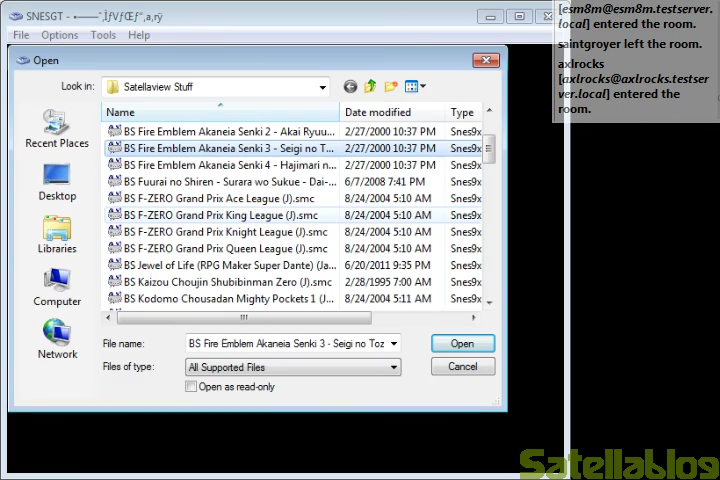 SNESGT - •–——ˆ‚ÌƒVƒŒƒ“‚a‚rÿ
File Options Tools Help
Open
Look in: Satellaview Stuff
Name Date modified Type
BS Fire Emblem Akaneia Senki 2 - Akai Ryuu... 2/27/2000 10:37 PM Snes9x
BS Fire Emblem Akaneia Senki 3 - Seigi no T... 2/27/2000 10:37 PM Snes9x
BS Fire Emblem Akaneia Senki 4 - Hajimari n... 2/27/2000 10:37 PM Snes9x
BS Fuurai no Shiren - Surara wo Sukue - Dai-... 6/7/2008 7:41 PM Snes9x
BS F-ZERO Grand Prix Ace League (J).smc 8/24/2004 5:10 AM Snes9x
BS F-ZERO Grand Prix King League (J).smc 8/24/2004 5:10 AM Snes9x
BS F-ZERO Grand Prix Knight League (J).smc 8/24/2004 5:10 AM Snes9x
BS F-ZERO Grand Prix Queen League (J).smc 8/24/2004 5:10 AM Snes9x
BS Jewel of Life (RPG Maker Super Dante) (Ja... 6/20/2011 9:35 PM Snes9x
BS Kaizou Choujin Shubibinman Zero (J).smc 2/28/1995 7:00 AM Snes9x
BS Kodomo Chousadan Mighty Pockets 1 (J... 8/24/2004 5:11 AM Snes9x
Recent Places
Desktop
Libraries
Computer
Network
File name: BS Fire Emblem Akaneia Senki 3 - Seigi no Toz Open
Files of type: All Supported Files Cancel
Open as read-only
[esm8m@esm8m.testserver.
local] entered the room.
saintgroyer left the room.
axlrocks
[axlrocks@axlrocks.testser
ver.local] entered the
room.
Satellablog